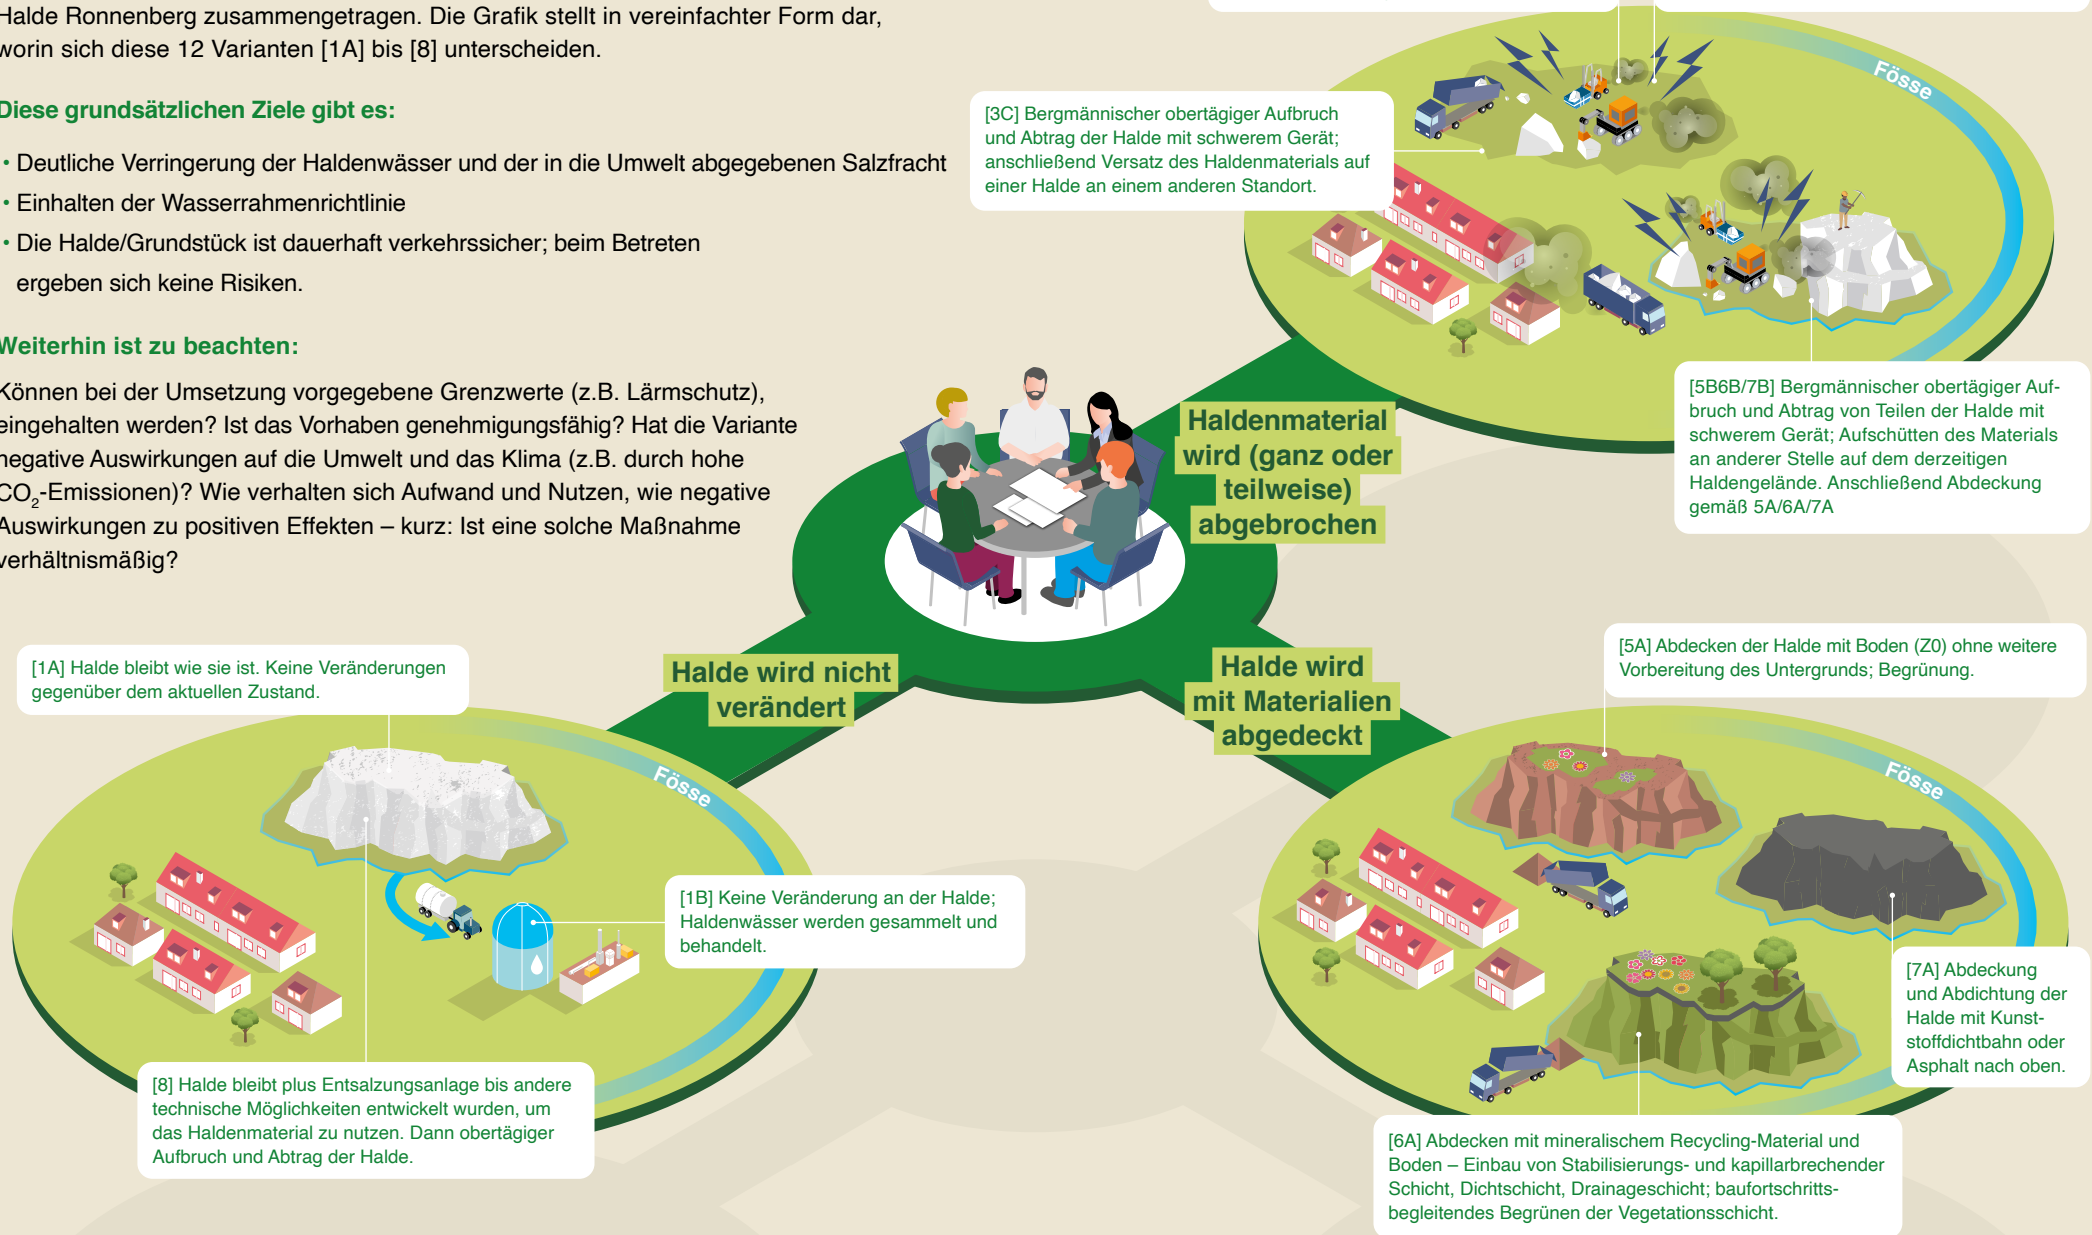 Halde Ronnenberg zusammengetragen. Die Grafik stellt in vereinfachter Form dar,
worin sich diese 12 Varianten [1A] bis [8] unterscheiden.
Diese grundsätzlichen Ziele gibt es:
• Deutliche Verringerung der Haldenwässer und der in die Umwelt abgegebenen Salzfracht
• Einhalten der Wasserrahmenrichtlinie
• Die Halde/Grundstück ist dauerhaft verkehrssicher; beim Betreten
ergeben sich keine Risiken.
Weiterhin ist zu beachten:
Können bei der Umsetzung vorgegebene Grenzwerte (z.B. Lärmschutz),
eingehalten werden? Ist das Vorhaben genehmigungsfähig? Hat die Variante
negative Auswirkungen auf die Umwelt und das Klima (z.B. durch hohe
CO₂-Emissionen)? Wie verhalten sich Aufwand und Nutzen, wie negative
Auswirkungen zu positiven Effekten – kurz: Ist eine solche Maßnahme
verhältnismäßig?
[3C] Bergmännischer obertägiger Aufbruch
und Abtrag der Halde mit schwerem Gerät;
anschließend Versatz des Haldenmaterials auf
einer Halde an einem anderen Standort.
Fösse
[5B6B/7B] Bergmännischer obertägiger Auf-
bruch und Abtrag von Teilen der Halde mit
schwerem Gerät; Aufschütten des Materials
an anderer Stelle auf dem derzeitigen
Haldengelände. Anschließend Abdeckung
gemäß 5A/6A/7A
Haldenmaterial
wird (ganz oder
teilweise)
abgebrochen
Halde wird nicht
verändert
Halde wird
mit Materialien
abgedeckt
[1A] Halde bleibt wie sie ist. Keine Veränderungen
gegenüber dem aktuellen Zustand.
Fösse
[1B] Keine Veränderung an der Halde;
Haldenwässer werden gesammelt und
behandelt.
[8] Halde bleibt plus Entsalzungsanlage bis andere
technische Möglichkeiten entwickelt wurden, um
das Haldenmaterial zu nutzen. Dann obertägiger
Aufbruch und Abtrag der Halde.
[5A] Abdecken der Halde mit Boden (Z0) ohne weitere
Vorbereitung des Untergrunds; Begrünung.
Fösse
[7A] Abdeckung
und Abdichtung der
Halde mit Kunst-
stoffdichtbahn oder
Asphalt nach oben.
[6A] Abdecken mit mineralischem Recycling-Material und
Boden – Einbau von Stabilisierungs- und kapillarbrechender
Schicht, Dichtschicht, Drainageschicht; baufortschritts-
begleitendes Begrünen der Vegetationsschicht.